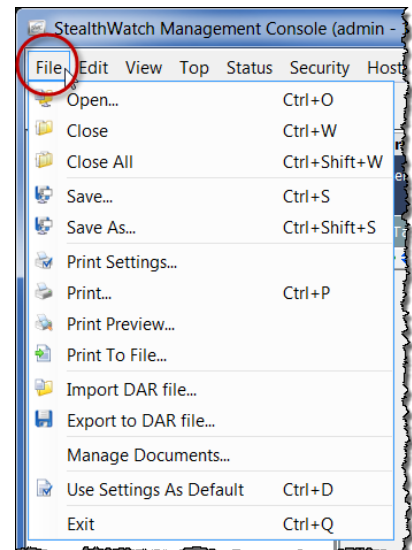 StealthWatch Management Console (admin -
File Edit View Top Status Security Host
Open... Ctrl+O
Close Ctrl+W
Close All Ctrl+Shift+W
Save... Ctrl+S
Save As... Ctrl+Shift+S
Print Settings...
Print... Ctrl+P
Print Preview...
Print To File...
Import DAR file...
Export to DAR file...
Manage Documents...
Use Settings As Default Ctrl+D
Exit Ctrl+Q